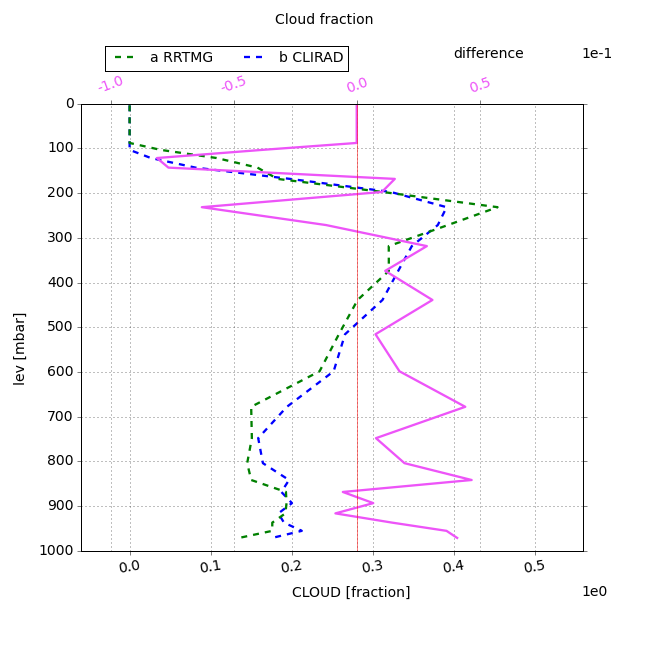 Cloud fraction
a RRTMG b CLIRAD difference 1e-1
-1.0 -0.5 0.0 0.5
0
100
200
300
400
500
600
700
800
900
1000
lev [mbar]
0.0 0.1 0.2 0.3 0.4 0.5
CLOUD [fraction] 1e0